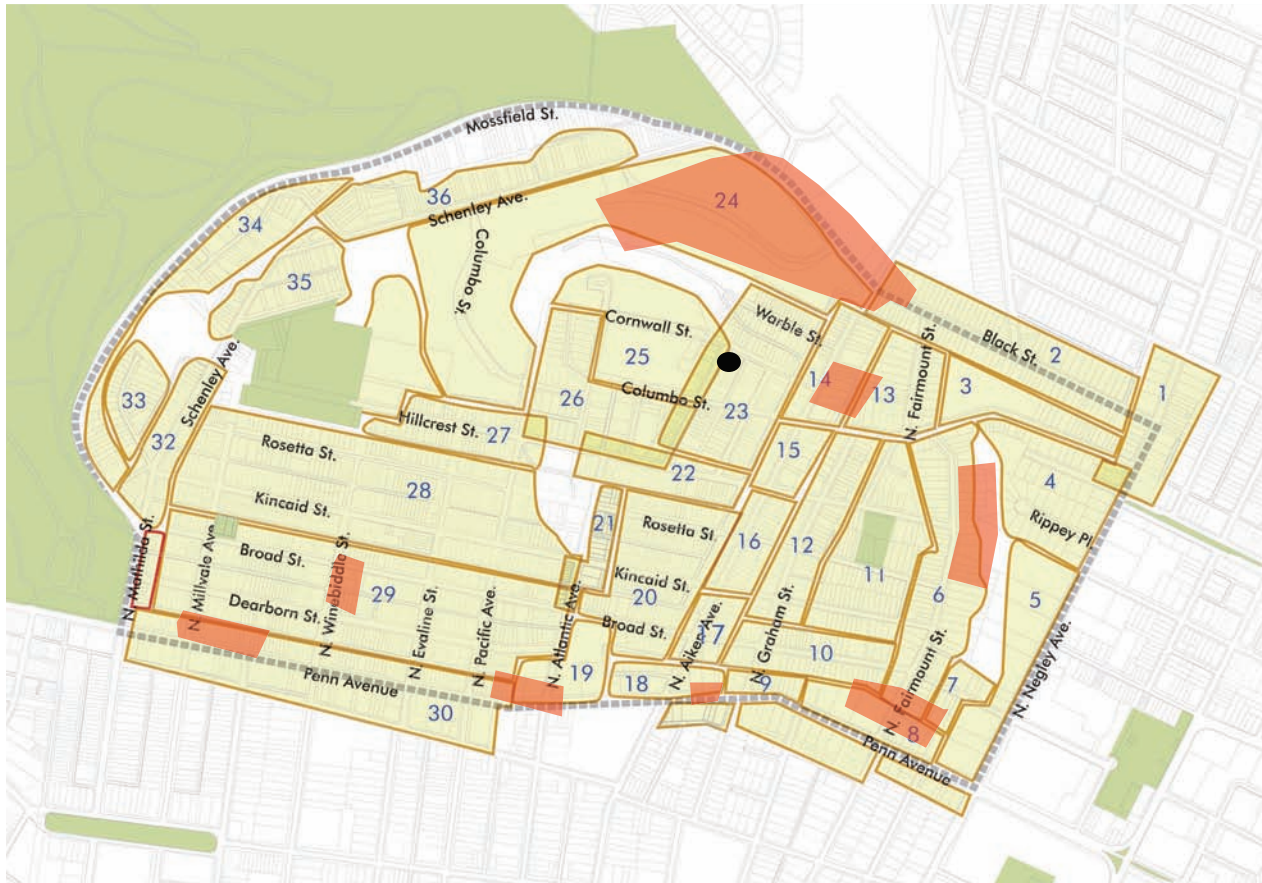 Mossfield St.
36
24
34
Schenley Ave.
Columbo St.
35
Cornwall St.
Warble St.
Black St.
2
25
14
13
N. Fairmount St.
3
1
33
Schenley Ave.
26
Columbo St.
23
Hillcrest St.
27
32
Rosetta St.
28
22
15
4
Kincaid St.
21
Rosetta St.
16
12
11
Rippey Pl.
N. Mathilda St.
N. Millvale Ave.
Broad St.
N. Winebiddle St.
29
Kincaid St.
20
6
5
Dearborn St.
N. Evaline St.
N. Pacific Ave.
N. Atlantic Ave.
Broad St.
N. Aiken Ave.
17
N. Graham St.
10
N. Fairmount St.
N. Negley Ave.
Penn Avenue
30
19
18
9
7
8
Penn Avenue